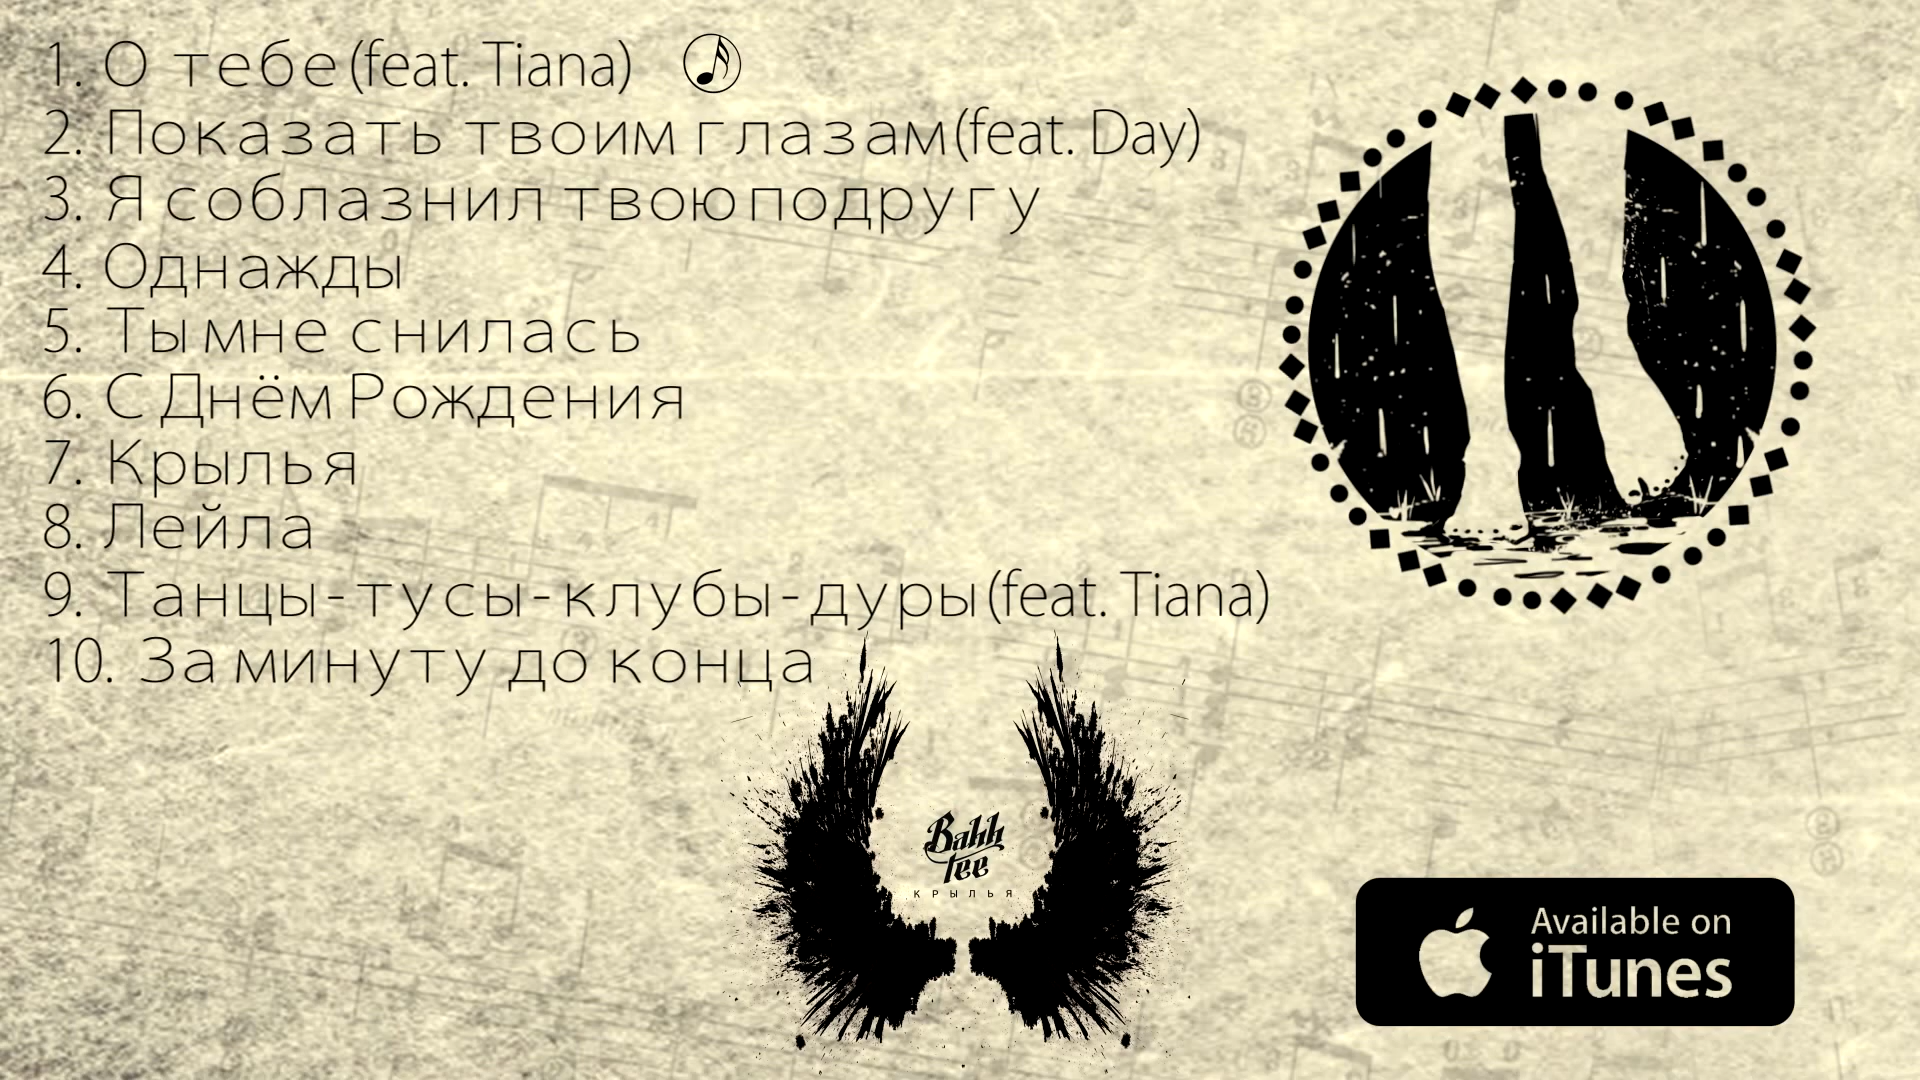 1. О тебе (feat. Tiana)
2. Показать твоим глазам (feat. Day)
3. Я соблазнил твою подругу
4. Однажды
5. Ты мне снилась
6. С Днём Рождения
7. Крылья
8. Лейла
9. Танцы-тусы-клубы-дуры (feat. Tiana)
10. За минуту до конца
Bahh
Tee
КРЫЛЬЯ
Available on
iTunes